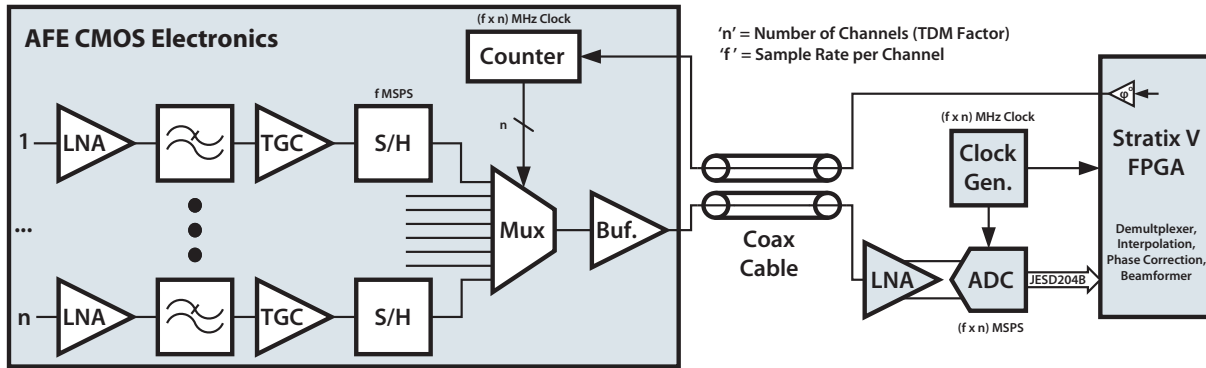 AFE CMOS Electronics
(f x n) MHz Clock
Counter
'n' = Number of Channels (TDM Factor)
'f' = Sample Rate per Channel
f MSPS
n
1
LNA
TGC
S/H
...
Mux
Buf.
n
LNA
TGC
S/H
Coax
Cable
φ°
(f x n) MHz Clock
Clock
Gen.
Stratix V
FPGA
Demultplexer,
Interpolation,
Phase Correction,
Beamformer
LNA
ADC
JESD204B
(f x n) MSPS